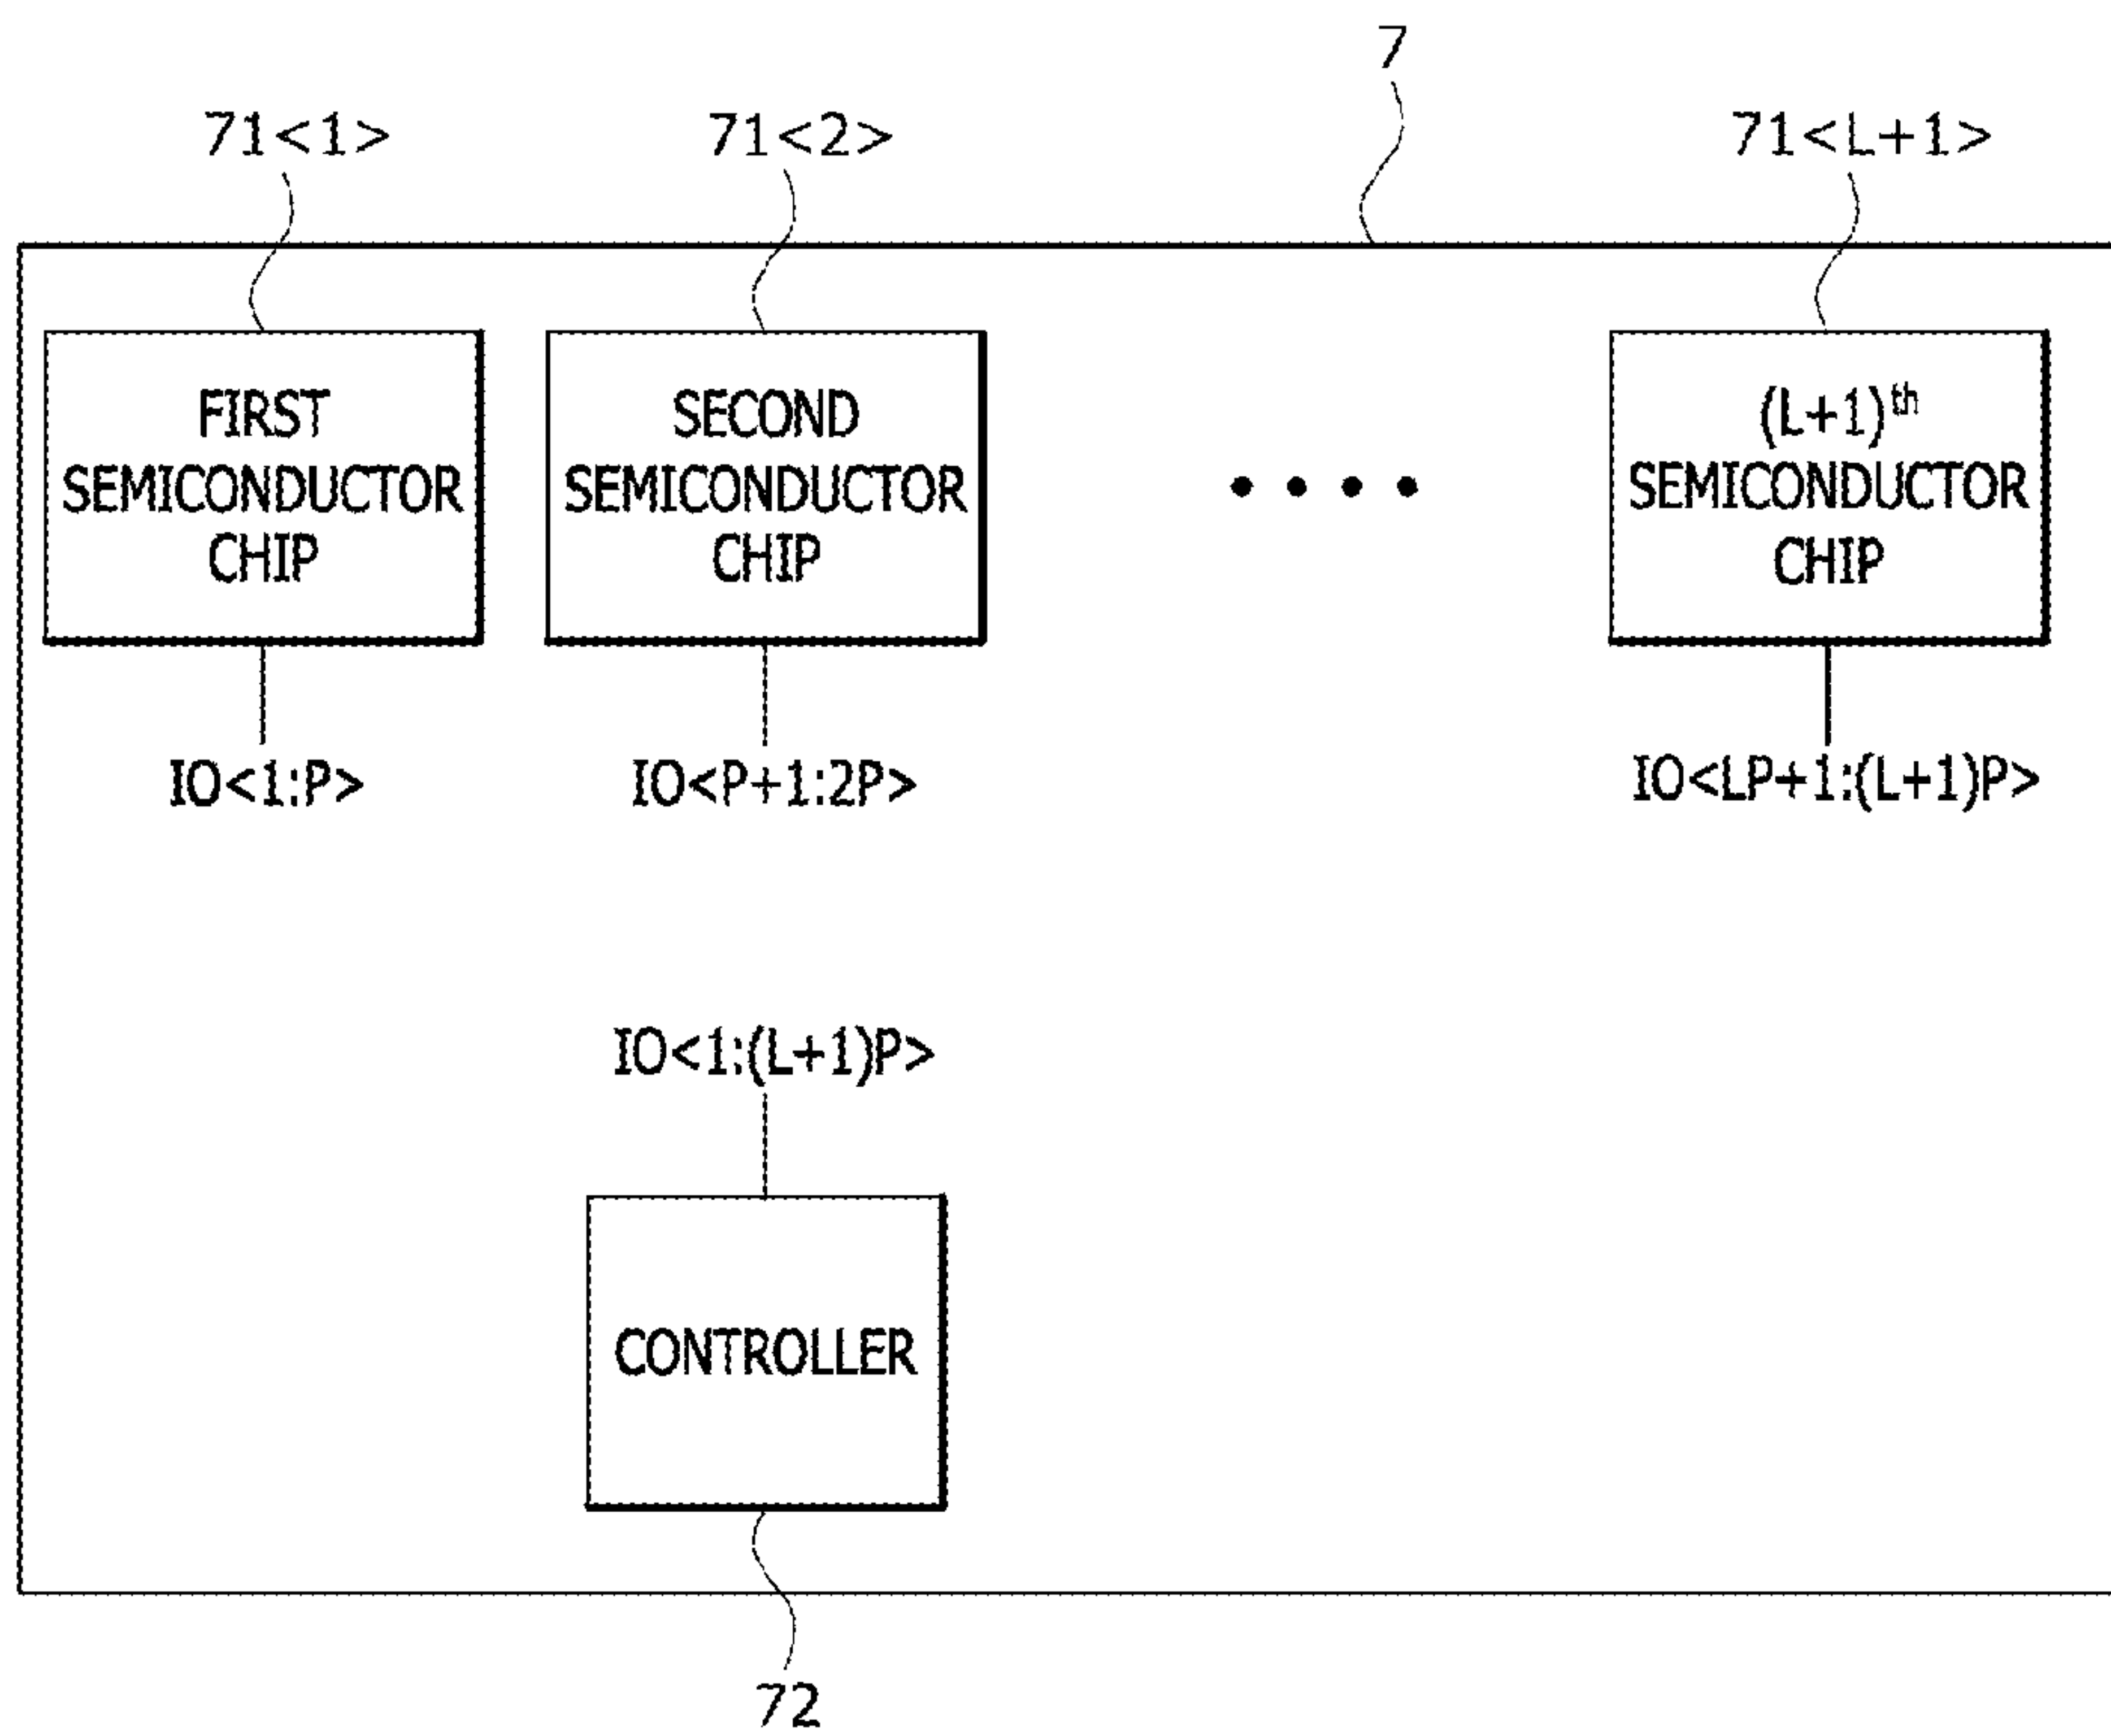 7
71<1>
71<2>
71<L+1>
FIRST
SEMICONDUCTOR
CHIP
SECOND
SEMICONDUCTOR
CHIP
(L+1)th
SEMICONDUCTOR
CHIP
IO<1:P>
IO<P+1:2P>
IO<LP+1:(L+1)P>
IO<1:(L+1)P>
CONTROLLER
72